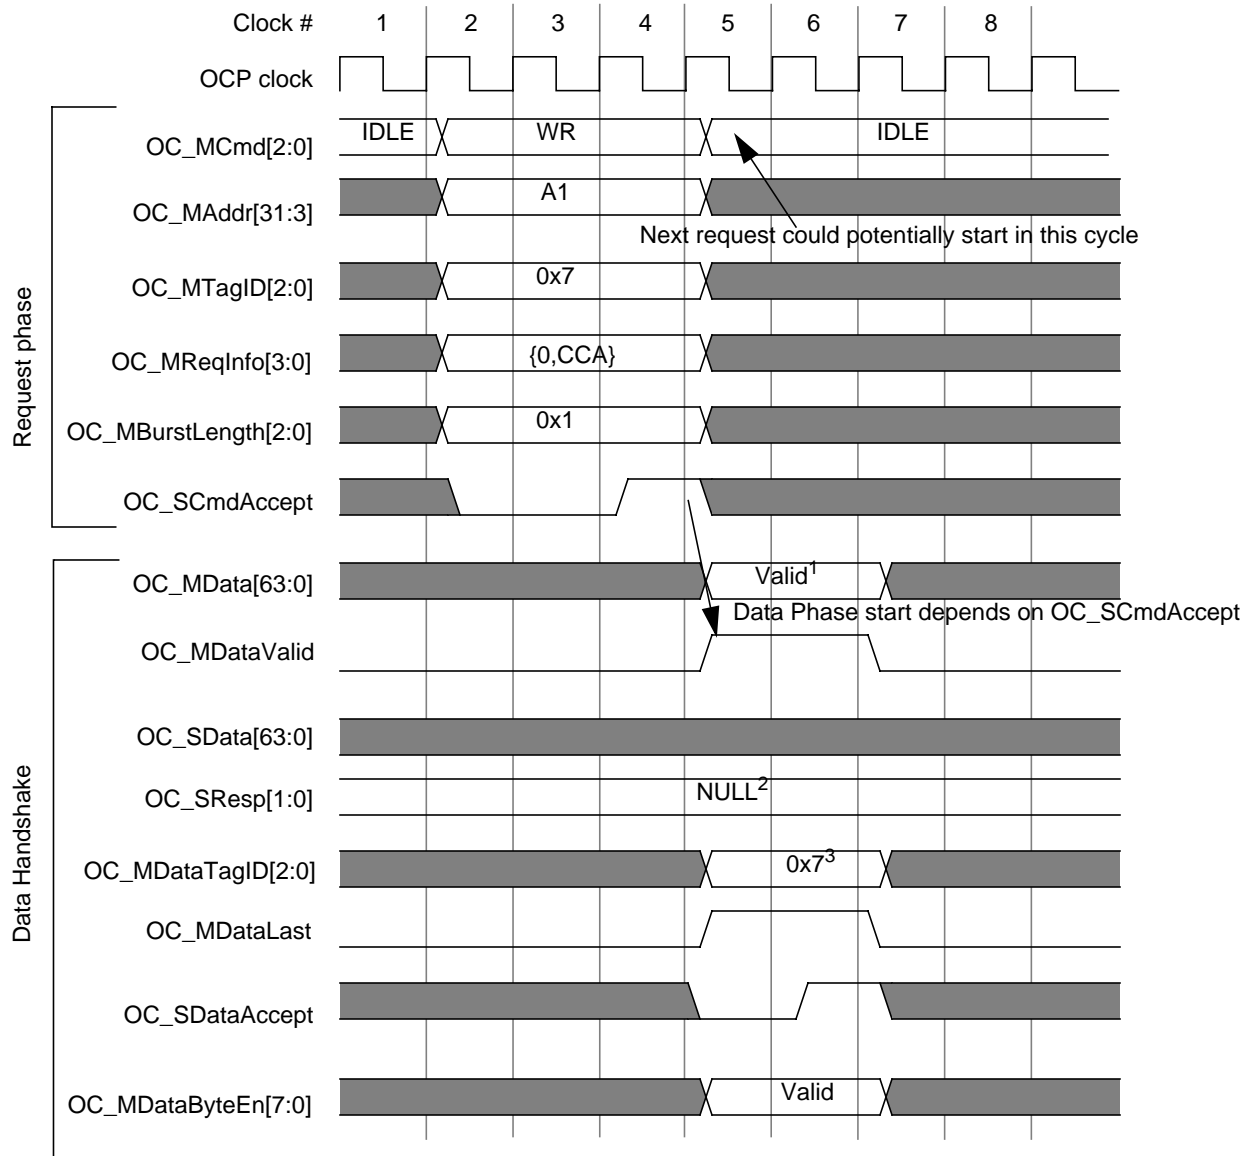 Clock # 1 2 3 4 5 6 7 8
OCP clock
Request phase
OC_MCmd[2:0] IDLE WR IDLE
OC_MAddr[31:3] A1
Next request could potentially start in this cycle
OC_MTagID[2:0] 0x7
OC_MReqInfo[3:0] {0,CCA}
OC_MBurstLength[2:0] 0x1
OC_SCmdAccept
Data Handshake
OC_MData[63:0] Valid1
Data Phase start depends on OC_SCmdAccept
OC_MDataValid
OC_SData[63:0]
OC_SResp[1:0] NULL2
OC_MDataTagID[2:0] 0x73
OC_MDataLast
OC_SDataAccept
OC_MDataByteEn[7:0] Valid